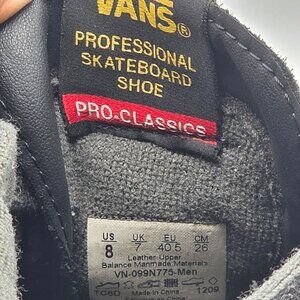 VANS®
PROFESSIONAL
SKATEBOARD
SHOE
PRO-CLASSICS
US UK EUR CM
8 7 40.5 26
Leather Upper
Balance Manmade Materials
VN-099N775-Men
Made in China
1209